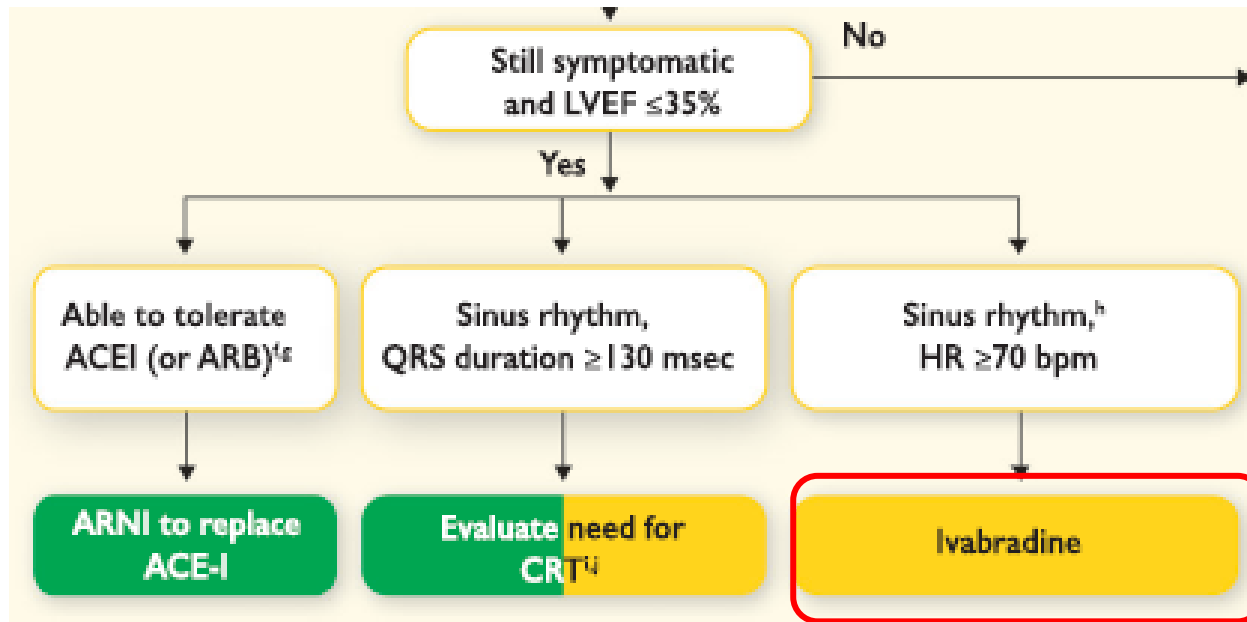 Still symptomatic
and LVEF ≤35%
No
Yes
Able to tolerate
ACEI (or ARB)f,g
Sinus rhythm,
QRS duration ≥130 msec
Sinus rhythm,h
HR ≥70 bpm
ARNI to replace
ACE-I
Evaluate need for
CRTi,j
Ivabradine